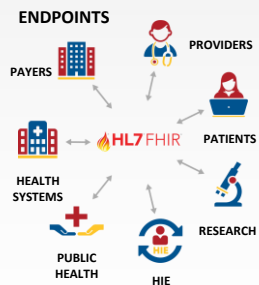 ENDPOINTS
PROVIDERS
PAYERS
HL7 FHIR
PATIENTS
HEALTH
SYSTEMS
RESEARCH
PUBLIC
HEALTH
HIE
HIE